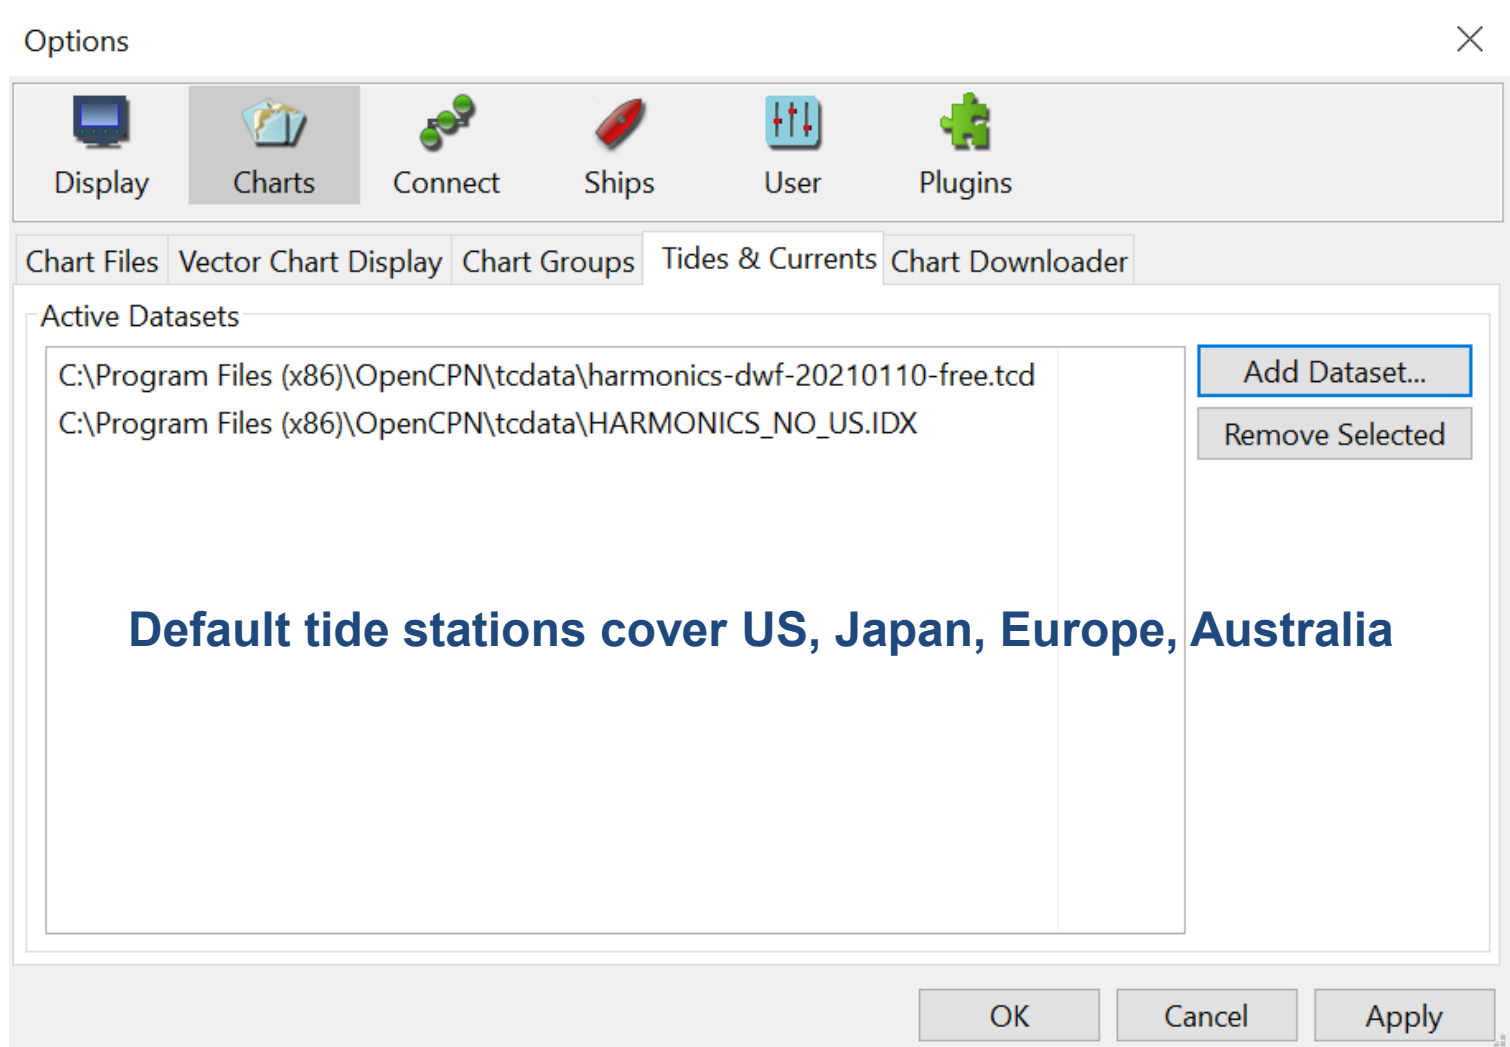 Options
Display Charts Connect Ships User Plugins
Chart Files Vector Chart Display Chart Groups Tides & Currents Chart Downloader
Active Datasets
C:\Program Files (x86)\OpenCPN\tcdata\harmonics-dwf-20210110-free.tcd
C:\Program Files (x86)\OpenCPN\tcdata\HARMONICS_NO_US.IDX
Add Dataset...
Remove Selected
Default tide stations cover US, Japan, Europe, Australia
OK Cancel Apply